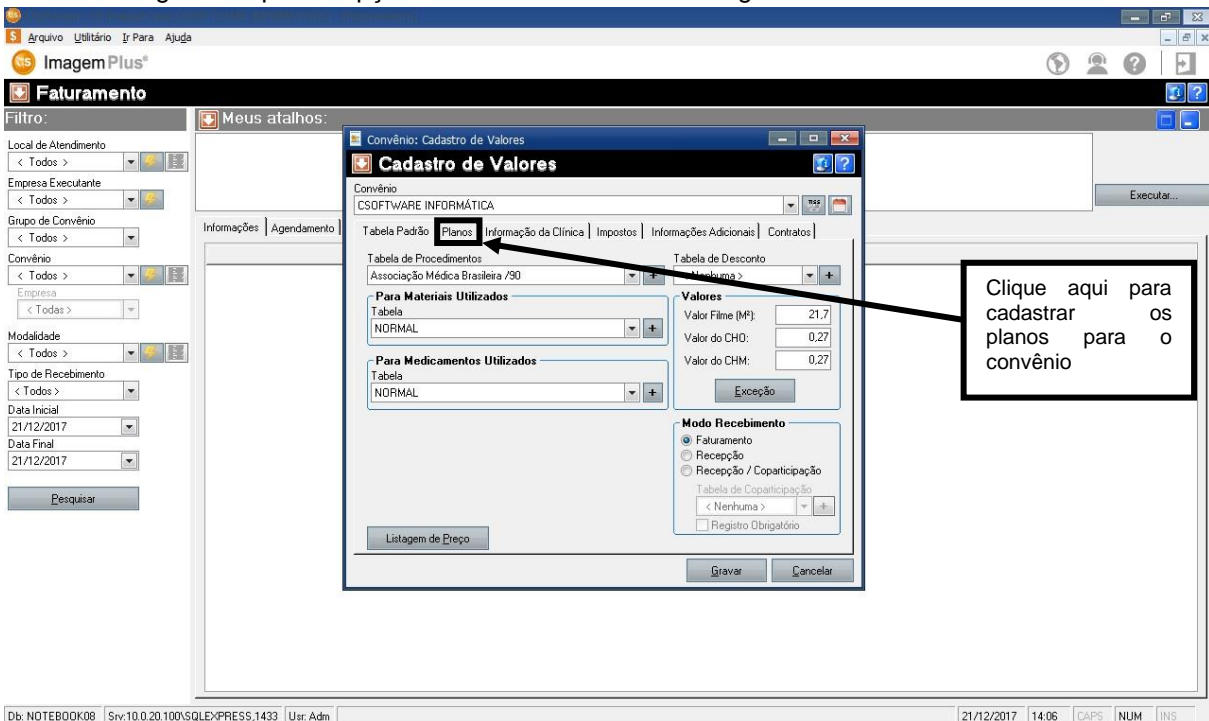 Arquivo Utilitário Ir Para Ajuda
cs ImagemPlus®
Faturamento
Filtro:
Meus atalhos:
Local de Atendimento
< Todos >
Empresa Executante
< Todos >
Grupo de Convênio
< Todos >
Convênio
< Todos >
Empresa
< Todas >
Modalidade
< Todos >
Tipo de Recebimento
< Todos >
Data Inicial
21/12/2017
Data Final
21/12/2017
Pesquisar
Executar...
Informações Agendamento
Convênio: Cadastro de Valores
Cadastro de Valores
Convênio
CSOFTWARE INFORMÁTICA
Tabela Padrão Planos Informação da Clínica Impostos Informações Adicionais Contratos
Tabela de Procedimentos
Associação Médica Brasileira /90
Tabela de Desconto
< Nenhuma >
Para Materiais Utilizados
Tabela
NORMAL
Para Medicamentos Utilizados
Tabela
NORMAL
Valores
Valor Filme (M²): 21,7
Valor do CHO: 0,27
Valor do CHM: 0,27
Exceção
Modo Recebimento
Faturamento
Recepção
Recepção / Coparticipação
Tabela de Coparticipação
< Nenhuma >
Registro Obrigatório
Listagem de Preço
Gravar Cancelar
Clique aqui para
cadastrar os
planos para o
convênio
Db: NOTEBOOK08 Srv:10.0.20.100\SQLEXPRESS,1433 Usr: Adm 21/12/2017 14:06 CAPS NUM INS